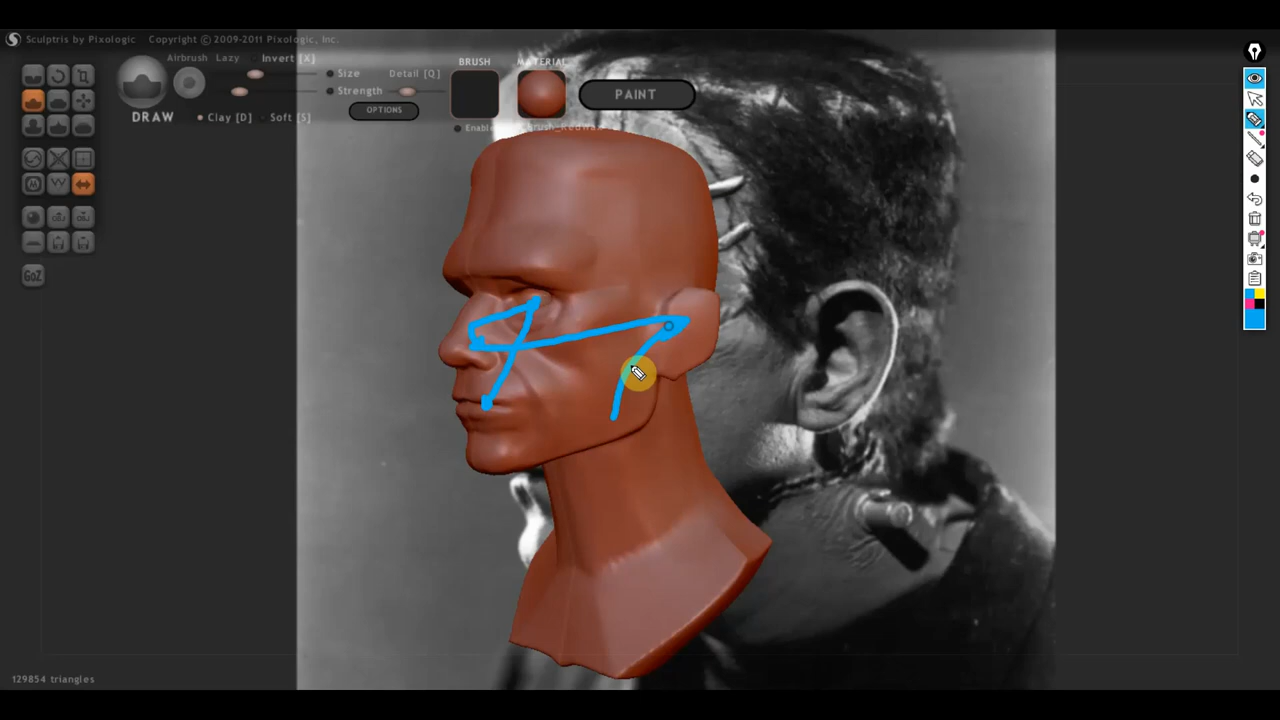 Sculptris by Pixologic Copyright © 2009-2011 Pixologic, Inc.
Airbrush Lazy Invert [X]
Size Detail [Q]
Strength
OPTIONS
DRAW
Clay [D] Soft [S]
BRUSH
MATERIAL
Enable
PAINT
GoZ
129854 triangles